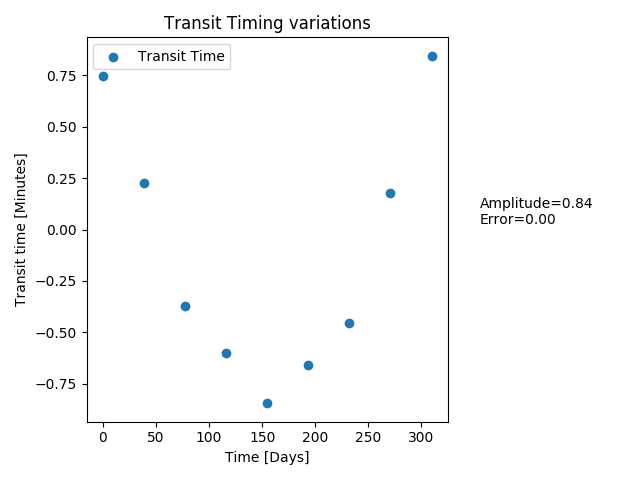 Transit Timing variations
Transit Time
0.75
0.50
0.25
0.00
−0.25
−0.50
−0.75
Transit time [Minutes]
Amplitude=0.84
Error=0.00
0 50 100 150 200 250 300
Time [Days]